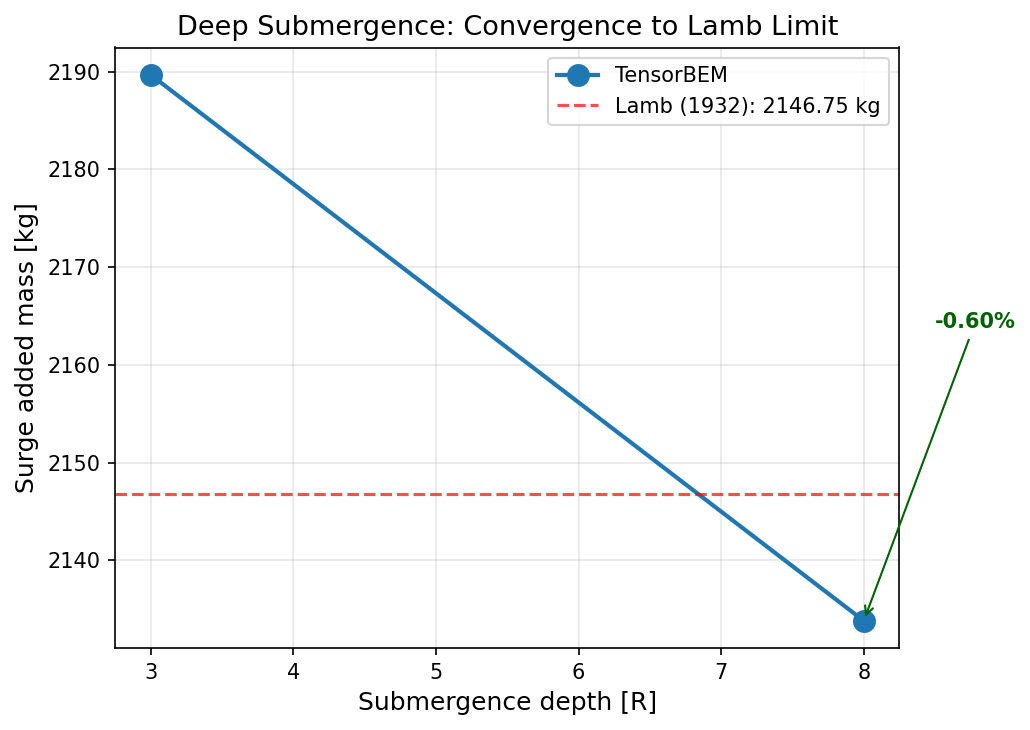 Deep Submergence: Convergence to Lamb Limit
TensorBEM
Lamb (1932): 2146.75 kg
Surge added mass [kg]
2190
2180
2170
2160
2150
2140
-0.60%
3 4 5 6 7 8
Submergence depth [R]